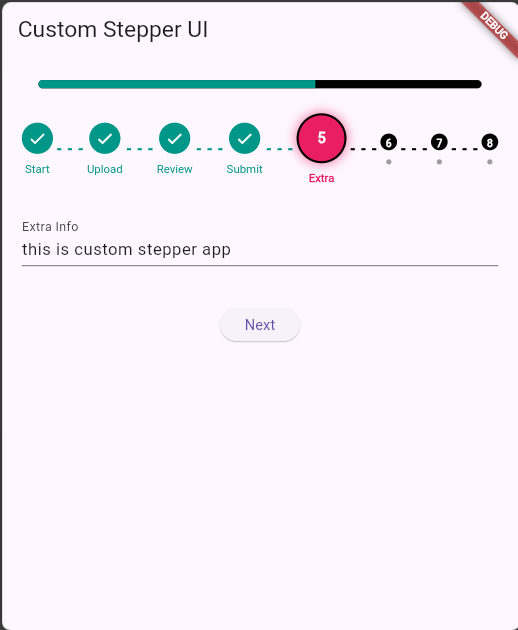 Custom Stepper UI
DEBUG
5
6
7
8
Start
Upload
Review
Submit
Extra
Extra Info
this is custom stepper app
Next